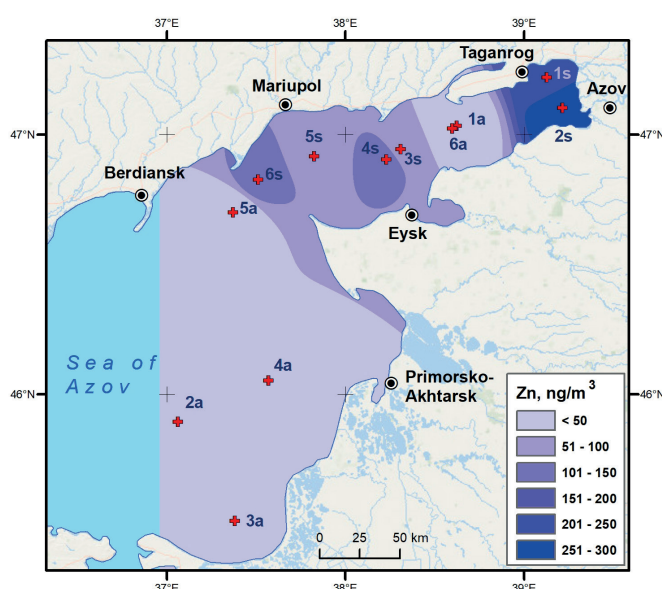 37°E 38°E 39°E
Taganrog
1s
Mariupol
Azov
47°N 47°N
1a
5s
2s
4s 3s
6a
Berdiansk
6s
5a
Eysk
Sea of
Azov
4a
Primorsko-
Akhtarsk
2a
46°N 46°N
3a
0 25 50 km
Zn, ng/m³
< 50
51 - 100
101 - 150
151 - 200
201 - 250
251 - 300
37°E 38°E 39°E